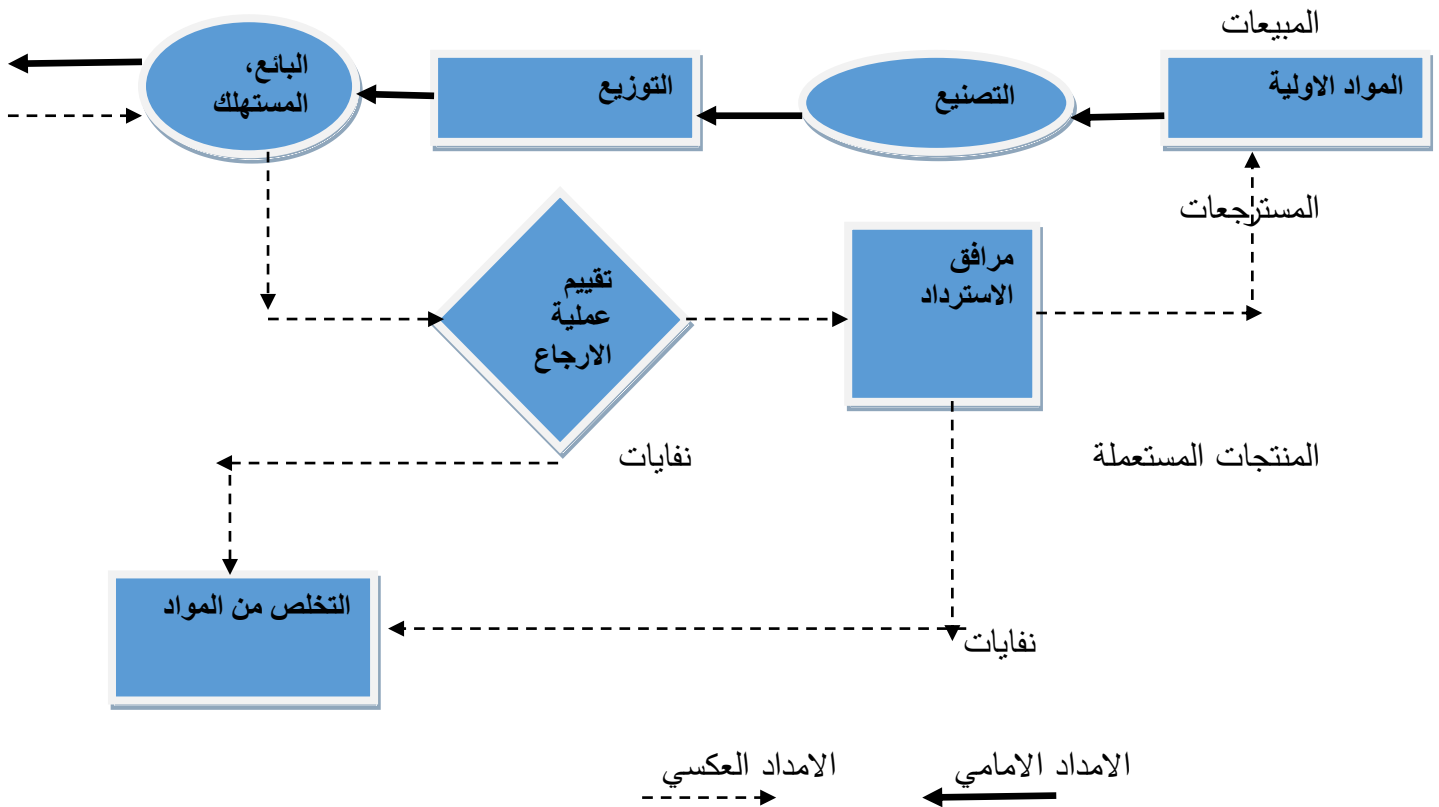 المبيعات
المواد الاولية
التصنيع
التوزيع
البائع،
المستهلك
المسترجعات
مرافق
الاسترداد
تقييم
عملية
الارجاع
المنتجات المستعملة
نفايات
التخلص من المواد
نفايات
الامداد الامامي
الامداد العكسي